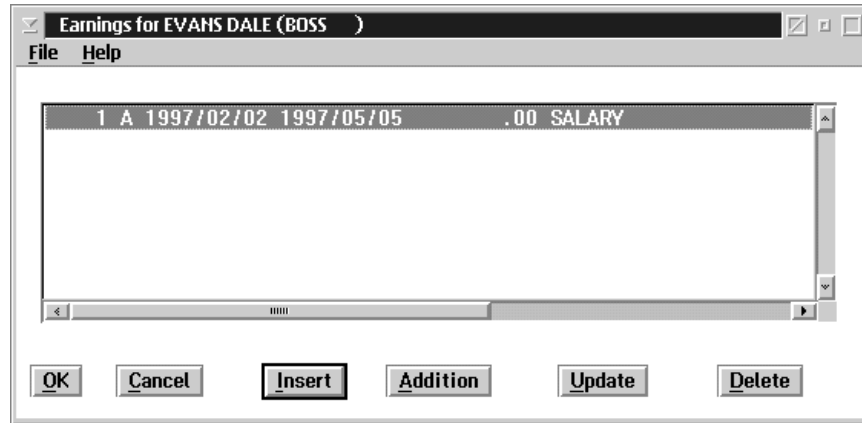 Earnings for EVANS DALE (BOSS )
File Help
1 A 1997/02/02 1997/05/05 .00 SALARY
OK Cancel Insert Addition Update Delete